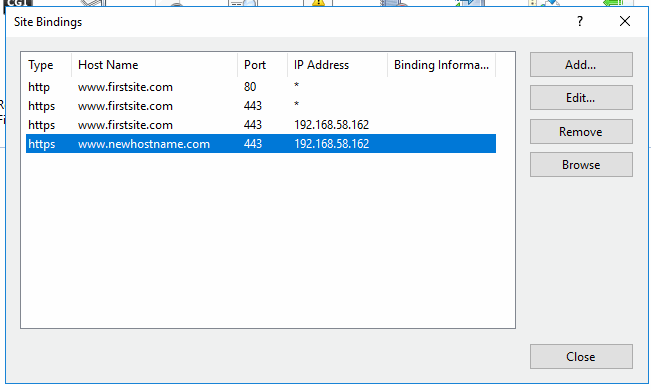 CGI
Site Bindings
Type Host Name Port IP Address Binding Informa...
http www.firstsite.com 80 *
https www.firstsite.com 443 *
https www.firstsite.com 443 192.168.58.162
https www.newhostname.com 443 192.168.58.162
Add...
Edit...
Remove
Browse
Close